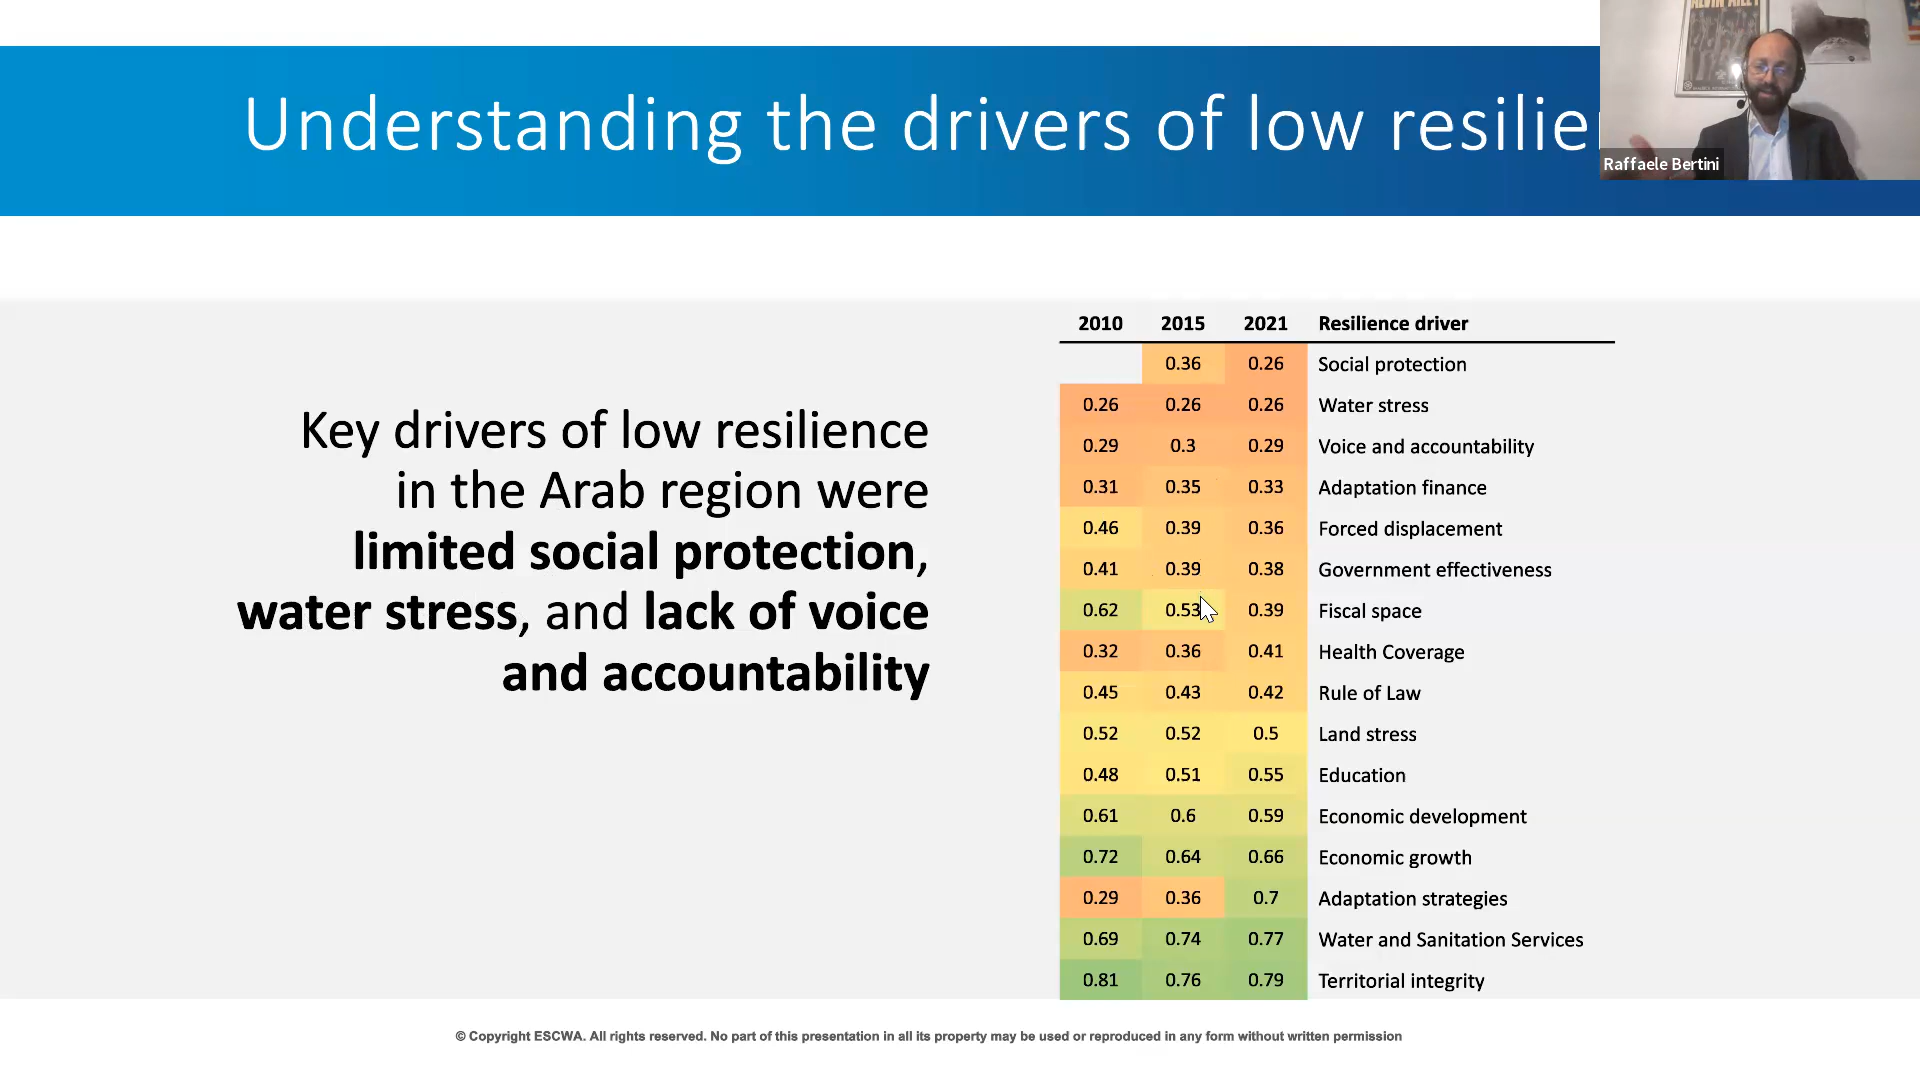 Understanding the drivers of low resilie
Raffaele Bertini
Key drivers of low resilience
in the Arab region were
limited social protection,
water stress, and lack of voice
and accountability
2010 2015 2021 Resilience driver
0.36 0.26 Social protection
0.26 0.26 0.26 Water stress
0.29 0.3 0.29 Voice and accountability
0.31 0.35 0.33 Adaptation finance
0.46 0.39 0.36 Forced displacement
0.41 0.39 0.38 Government effectiveness
0.62 0.53 0.39 Fiscal space
0.32 0.36 0.41 Health Coverage
0.45 0.43 0.42 Rule of Law
0.52 0.52 0.5 Land stress
0.48 0.51 0.55 Education
0.61 0.6 0.59 Economic development
0.72 0.64 0.66 Economic growth
0.29 0.36 0.7 Adaptation strategies
0.69 0.74 0.77 Water and Sanitation Services
0.81 0.76 0.79 Territorial integrity
© Copyright ESCWA. All rights reserved. No part of this presentation in all its property may be used or reproduced in any form without written permission